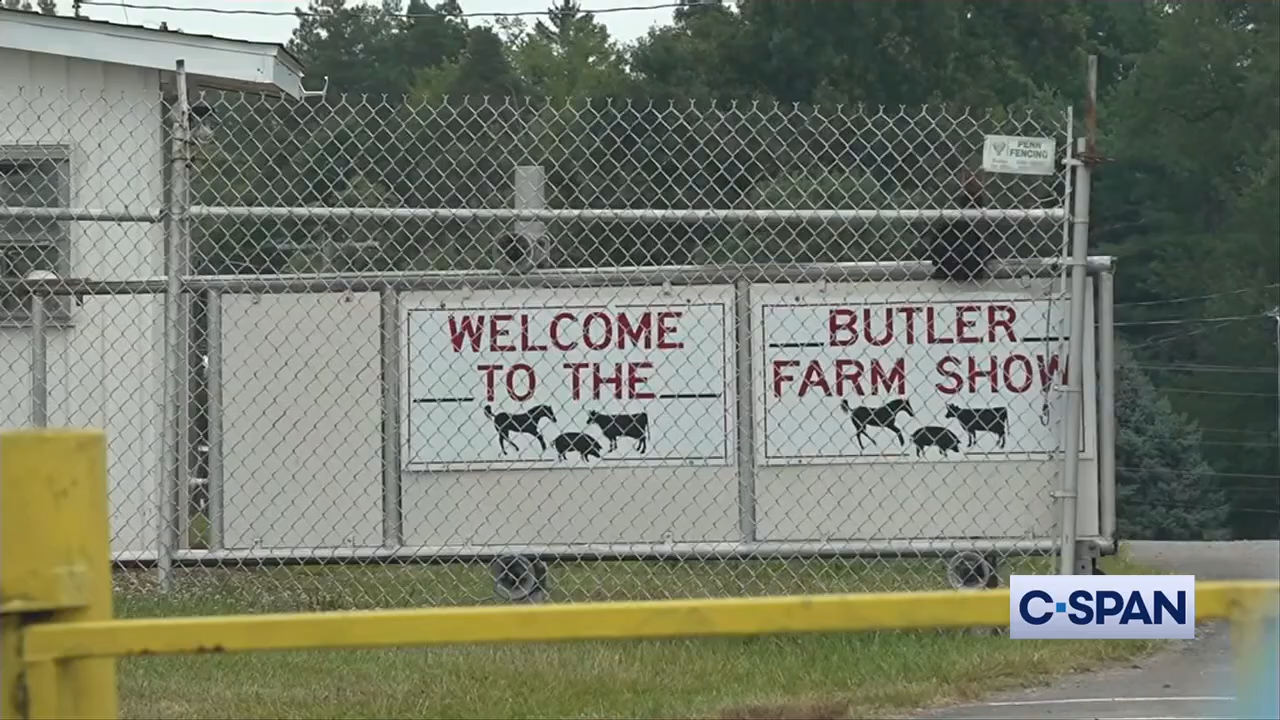 PENN
FENCING
WELCOME
TO THE
BUTLER
FARM SHOW
C-SPAN